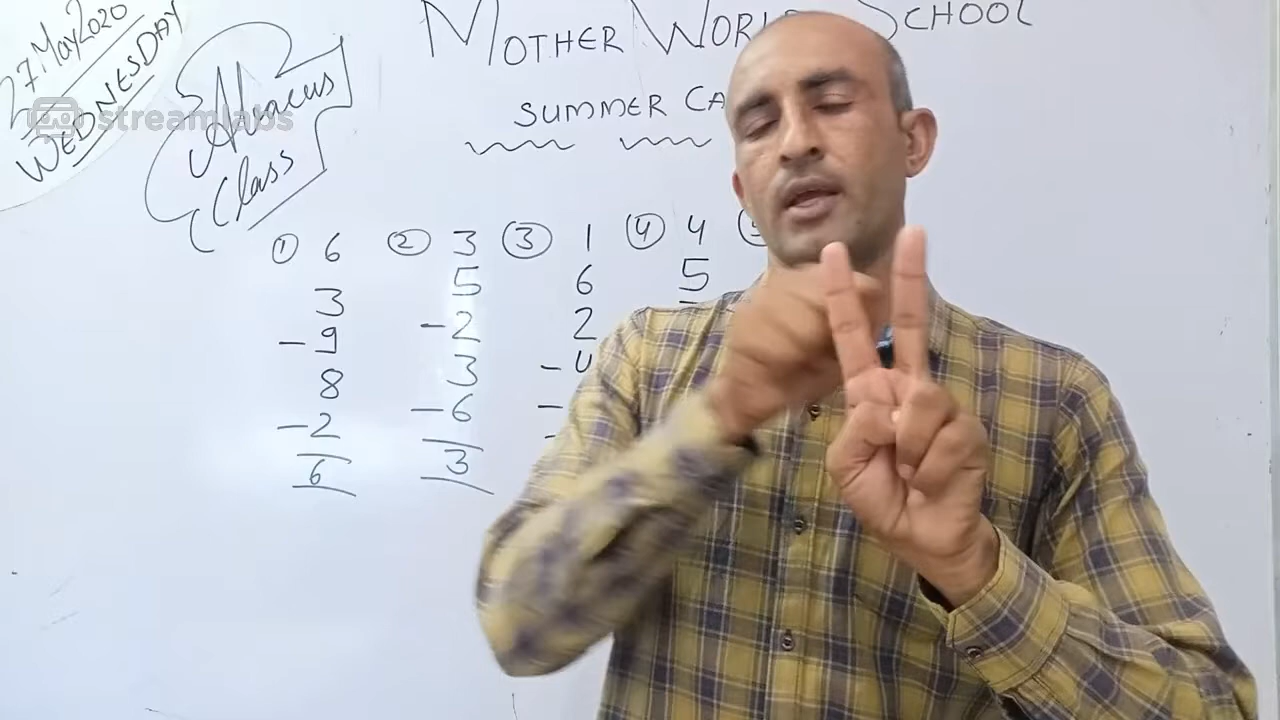 27 May 2020
WEDNESDAY
streamlabs
Abacus
Class
MOTHER WORL SCHOOL
SUMMER CA
① 6 ② 3 ③ 1 ④ 4
3 5 6 5
-9 -2 2
8 3 -4
-2 -6 -
6 3